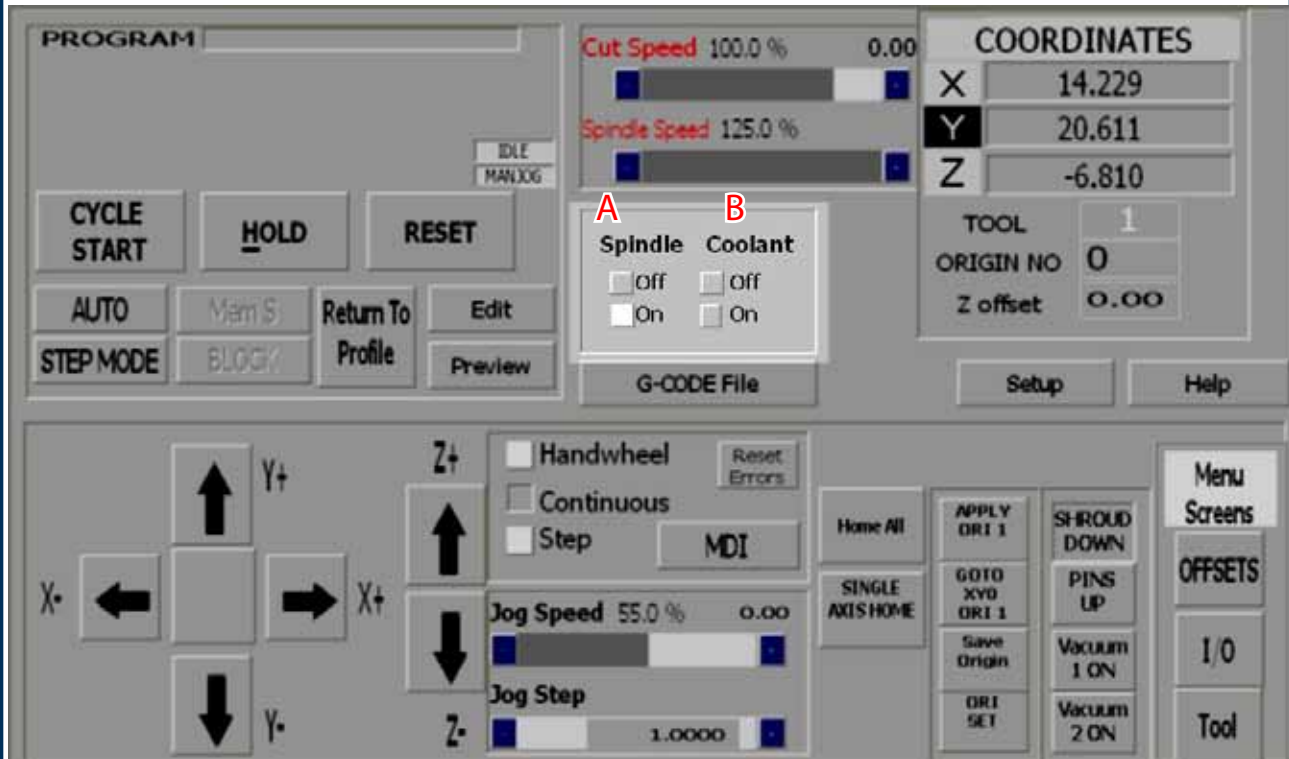 PROGRAM
IDLE
MANJOG
CYCLE START
HOLD
RESET
AUTO
Mem S
Return To Profile
Edit
STEP MODE
BLOCK
Preview
Cut Speed 100.0 % 0.00
Spindle Speed 125.0 %
A B
Spindle Coolant
Off Off
On On
G-CODE File
COORDINATES
X 14.229
Y 20.611
Z -6.810
TOOL 1
ORIGIN NO 0
Z offset 0.00
Setup
Help
Y+
X-
X+
Y-
Z+
Z-
Handwheel
Reset Errors
Continuous
Step
MDI
Jog Speed 55.0 % 0.00
Jog Step
1.0000
Home All
SINGLE AXIS HOME
APPLY ORI 1
GOTO XY0 ORI 1
Save Origin
ORI SET
SHROUD DOWN
PINS UP
Vacuum 1 ON
Vacuum 2 ON
Menu Screens
OFFSETS
I/O
Tool